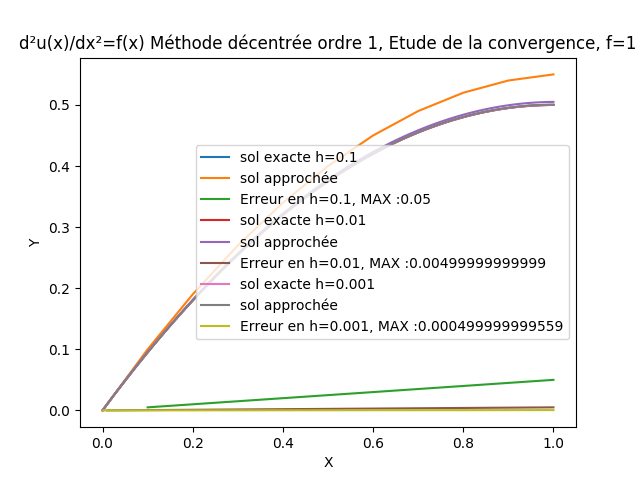 d²u(x)/dx²=f(x) Méthode décentrée ordre 1, Etude de la convergence, f=1
0.5
0.4
0.3
0.2
0.1
0.0
Y
sol exacte h=0.1
sol approchée
Erreur en h=0.1, MAX :0.05
sol exacte h=0.01
sol approchée
Erreur en h=0.01, MAX :0.00499999999999
sol exacte h=0.001
sol approchée
Erreur en h=0.001, MAX :0.000499999999559
0.0 0.2 0.4 0.6 0.8 1.0
X